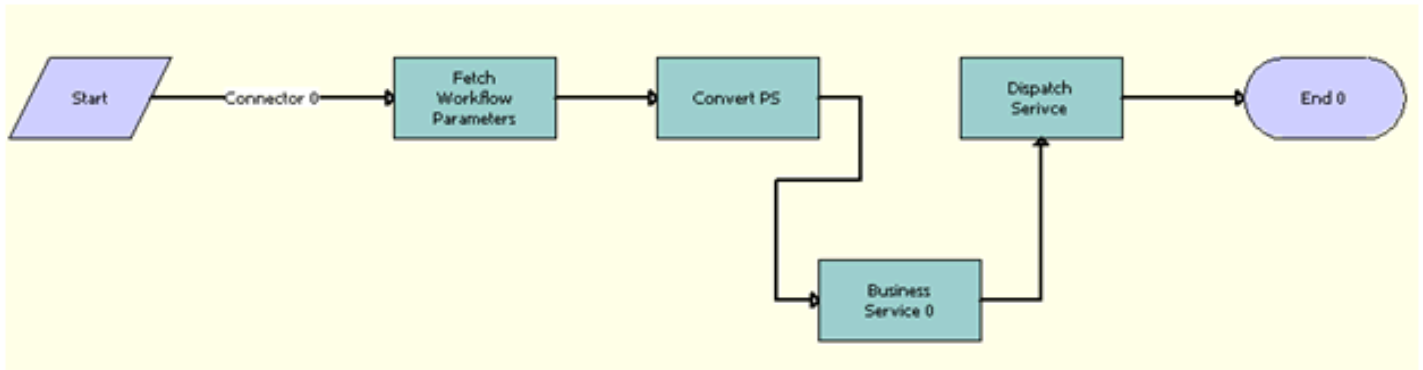 Start
Connector 0
Fetch
Workflow
Parameters
Convert PS
Dispatch
Serivce
End 0
Business
Service 0